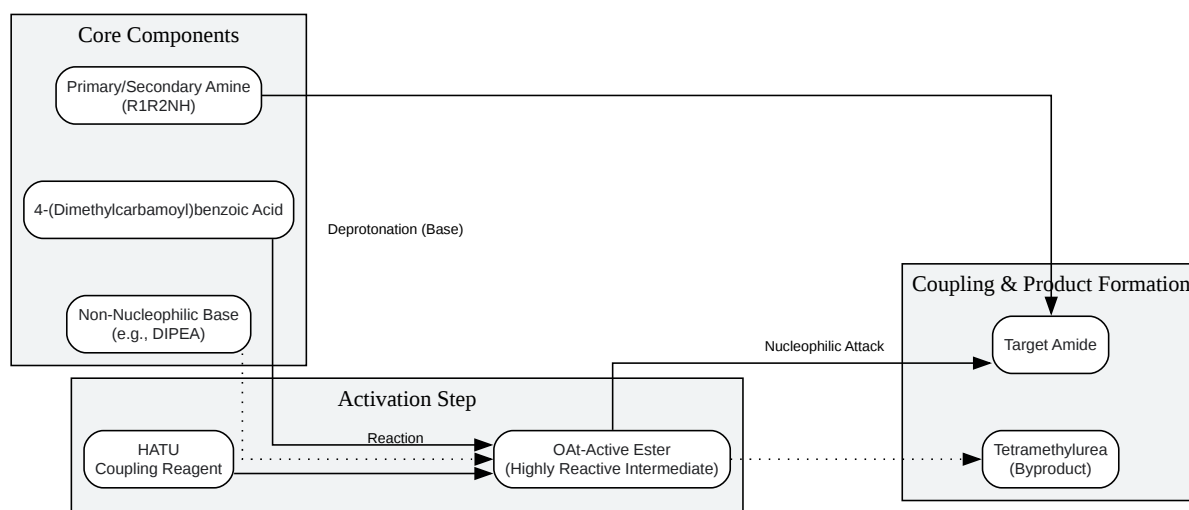 Core Components
Primary/Secondary Amine
(R1R2NH)
4-(Dimethylcarbamoyl)benzoic Acid
Deprotonation (Base)
Non-Nucleophilic Base
(e.g., DIPEA)
Coupling & Product Formation
Target Amide
Nucleophilic Attack
Activation Step
Reaction
HATU
Coupling Reagent
OAt-Active Ester
(Highly Reactive Intermediate)
Tetramethylurea
(Byproduct)